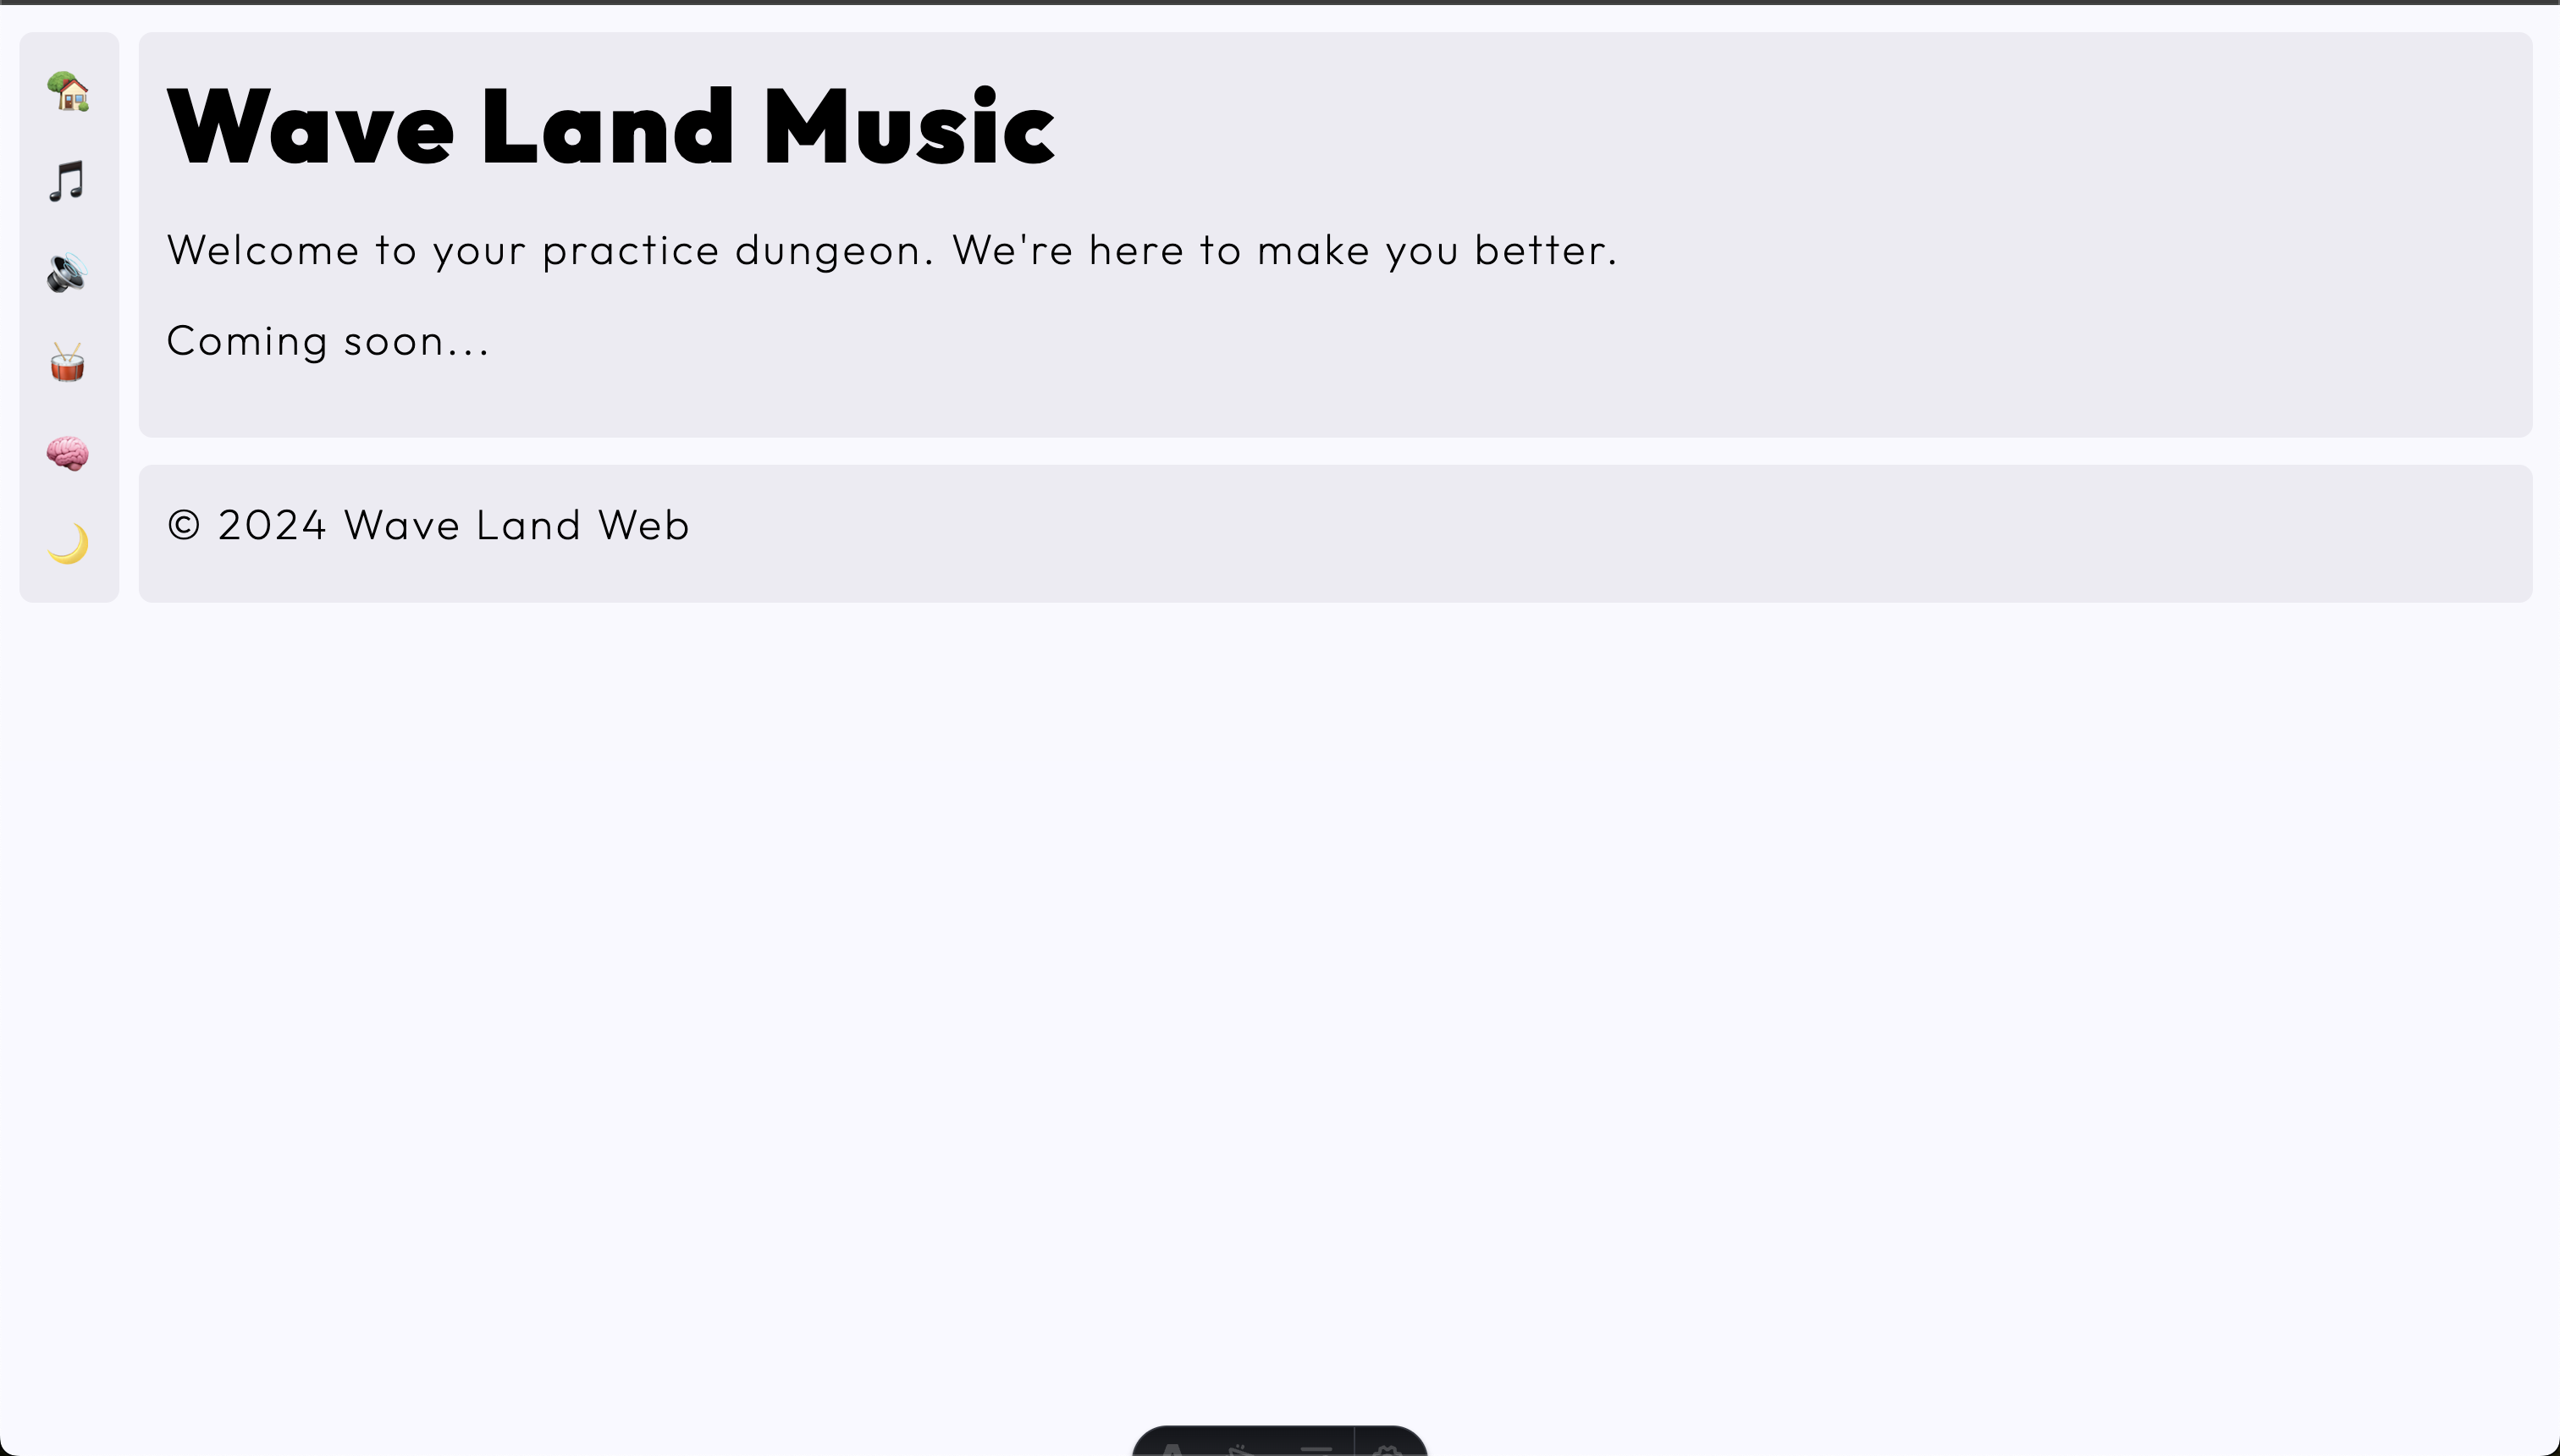 Wave Land Music
Welcome to your practice dungeon. We're here to make you better.
Coming soon...
© 2024 Wave Land Web